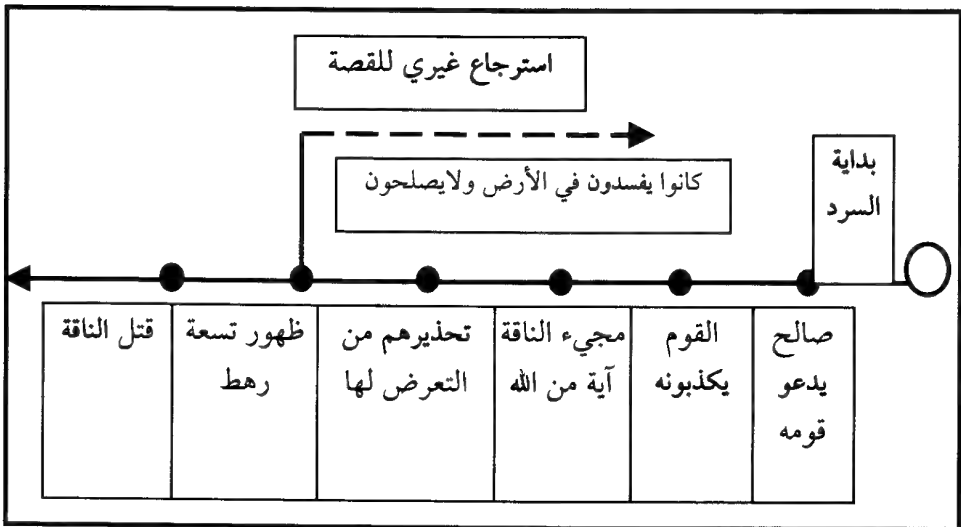 استرجاع غيري للقصة
كانوا يفسدون في الأرض ولايصلحون
بداية
السرد
صالح
يدعو
قومه
القوم
يكذبونه
مجيء الناقة
آية من الله
تحذيرهم من
التعرض لها
ظهور تسعة
رهط
قتل الناقة